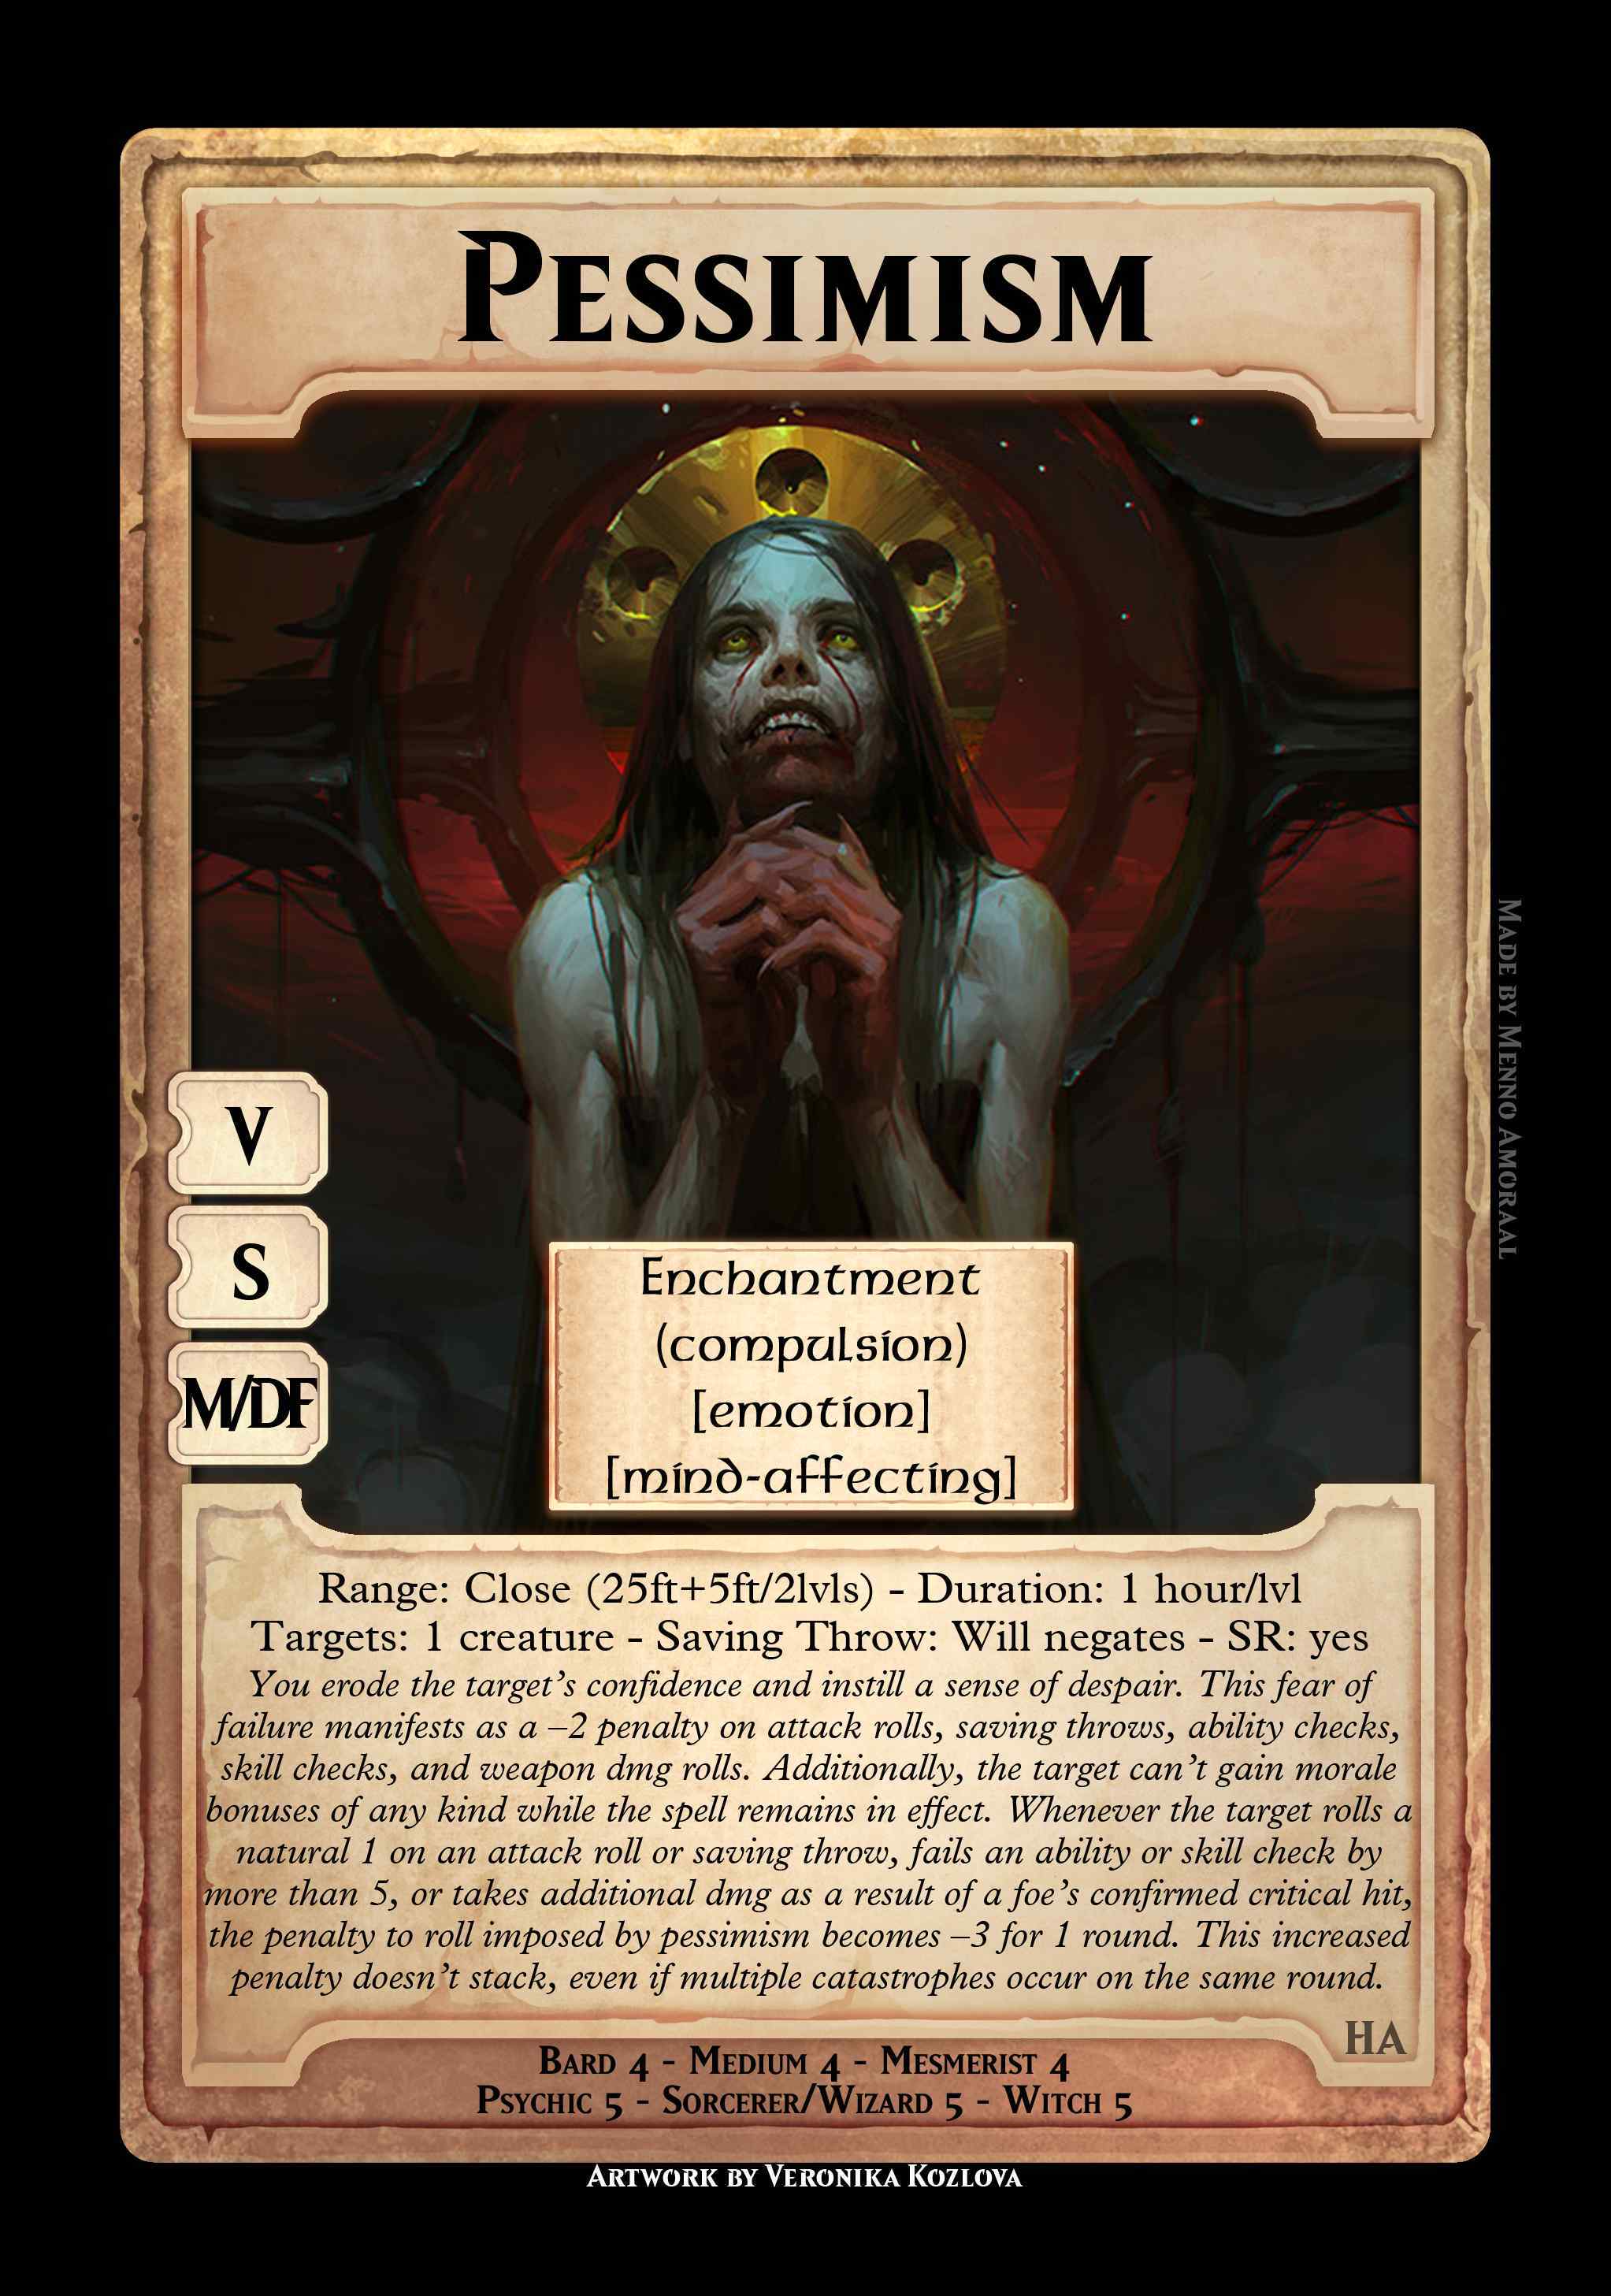 Pessimism
V
S
M/DF
Enchantment
(compulsion)
[emotion]
[mind-affecting]
Range: Close (25ft+5ft/2lvls) - Duration: 1 hour/lvl
Targets: 1 creature - Saving Throw: Will negates - SR: yes
You erode the target’s confidence and instill a sense of despair. This fear of
failure manifests as a –2 penalty on attack rolls, saving throws, ability checks,
skill checks, and weapon dmg rolls. Additionally, the target can’t gain morale
bonuses of any kind while the spell remains in effect. Whenever the target rolls a
natural 1 on an attack roll or saving throw, fails an ability or skill check by
more than 5, or takes additional dmg as a result of a foe’s confirmed critical hit,
the penalty to roll imposed by pessimism becomes –3 for 1 round. This increased
penalty doesn’t stack, even if multiple catastrophes occur on the same round.
HA
Bard 4 - Medium 4 - Mesmerist 4
Psychic 5 - Sorcerer/Wizard 5 - Witch 5
Artwork by Veronika Kozlova
Made by Menno Amoraal